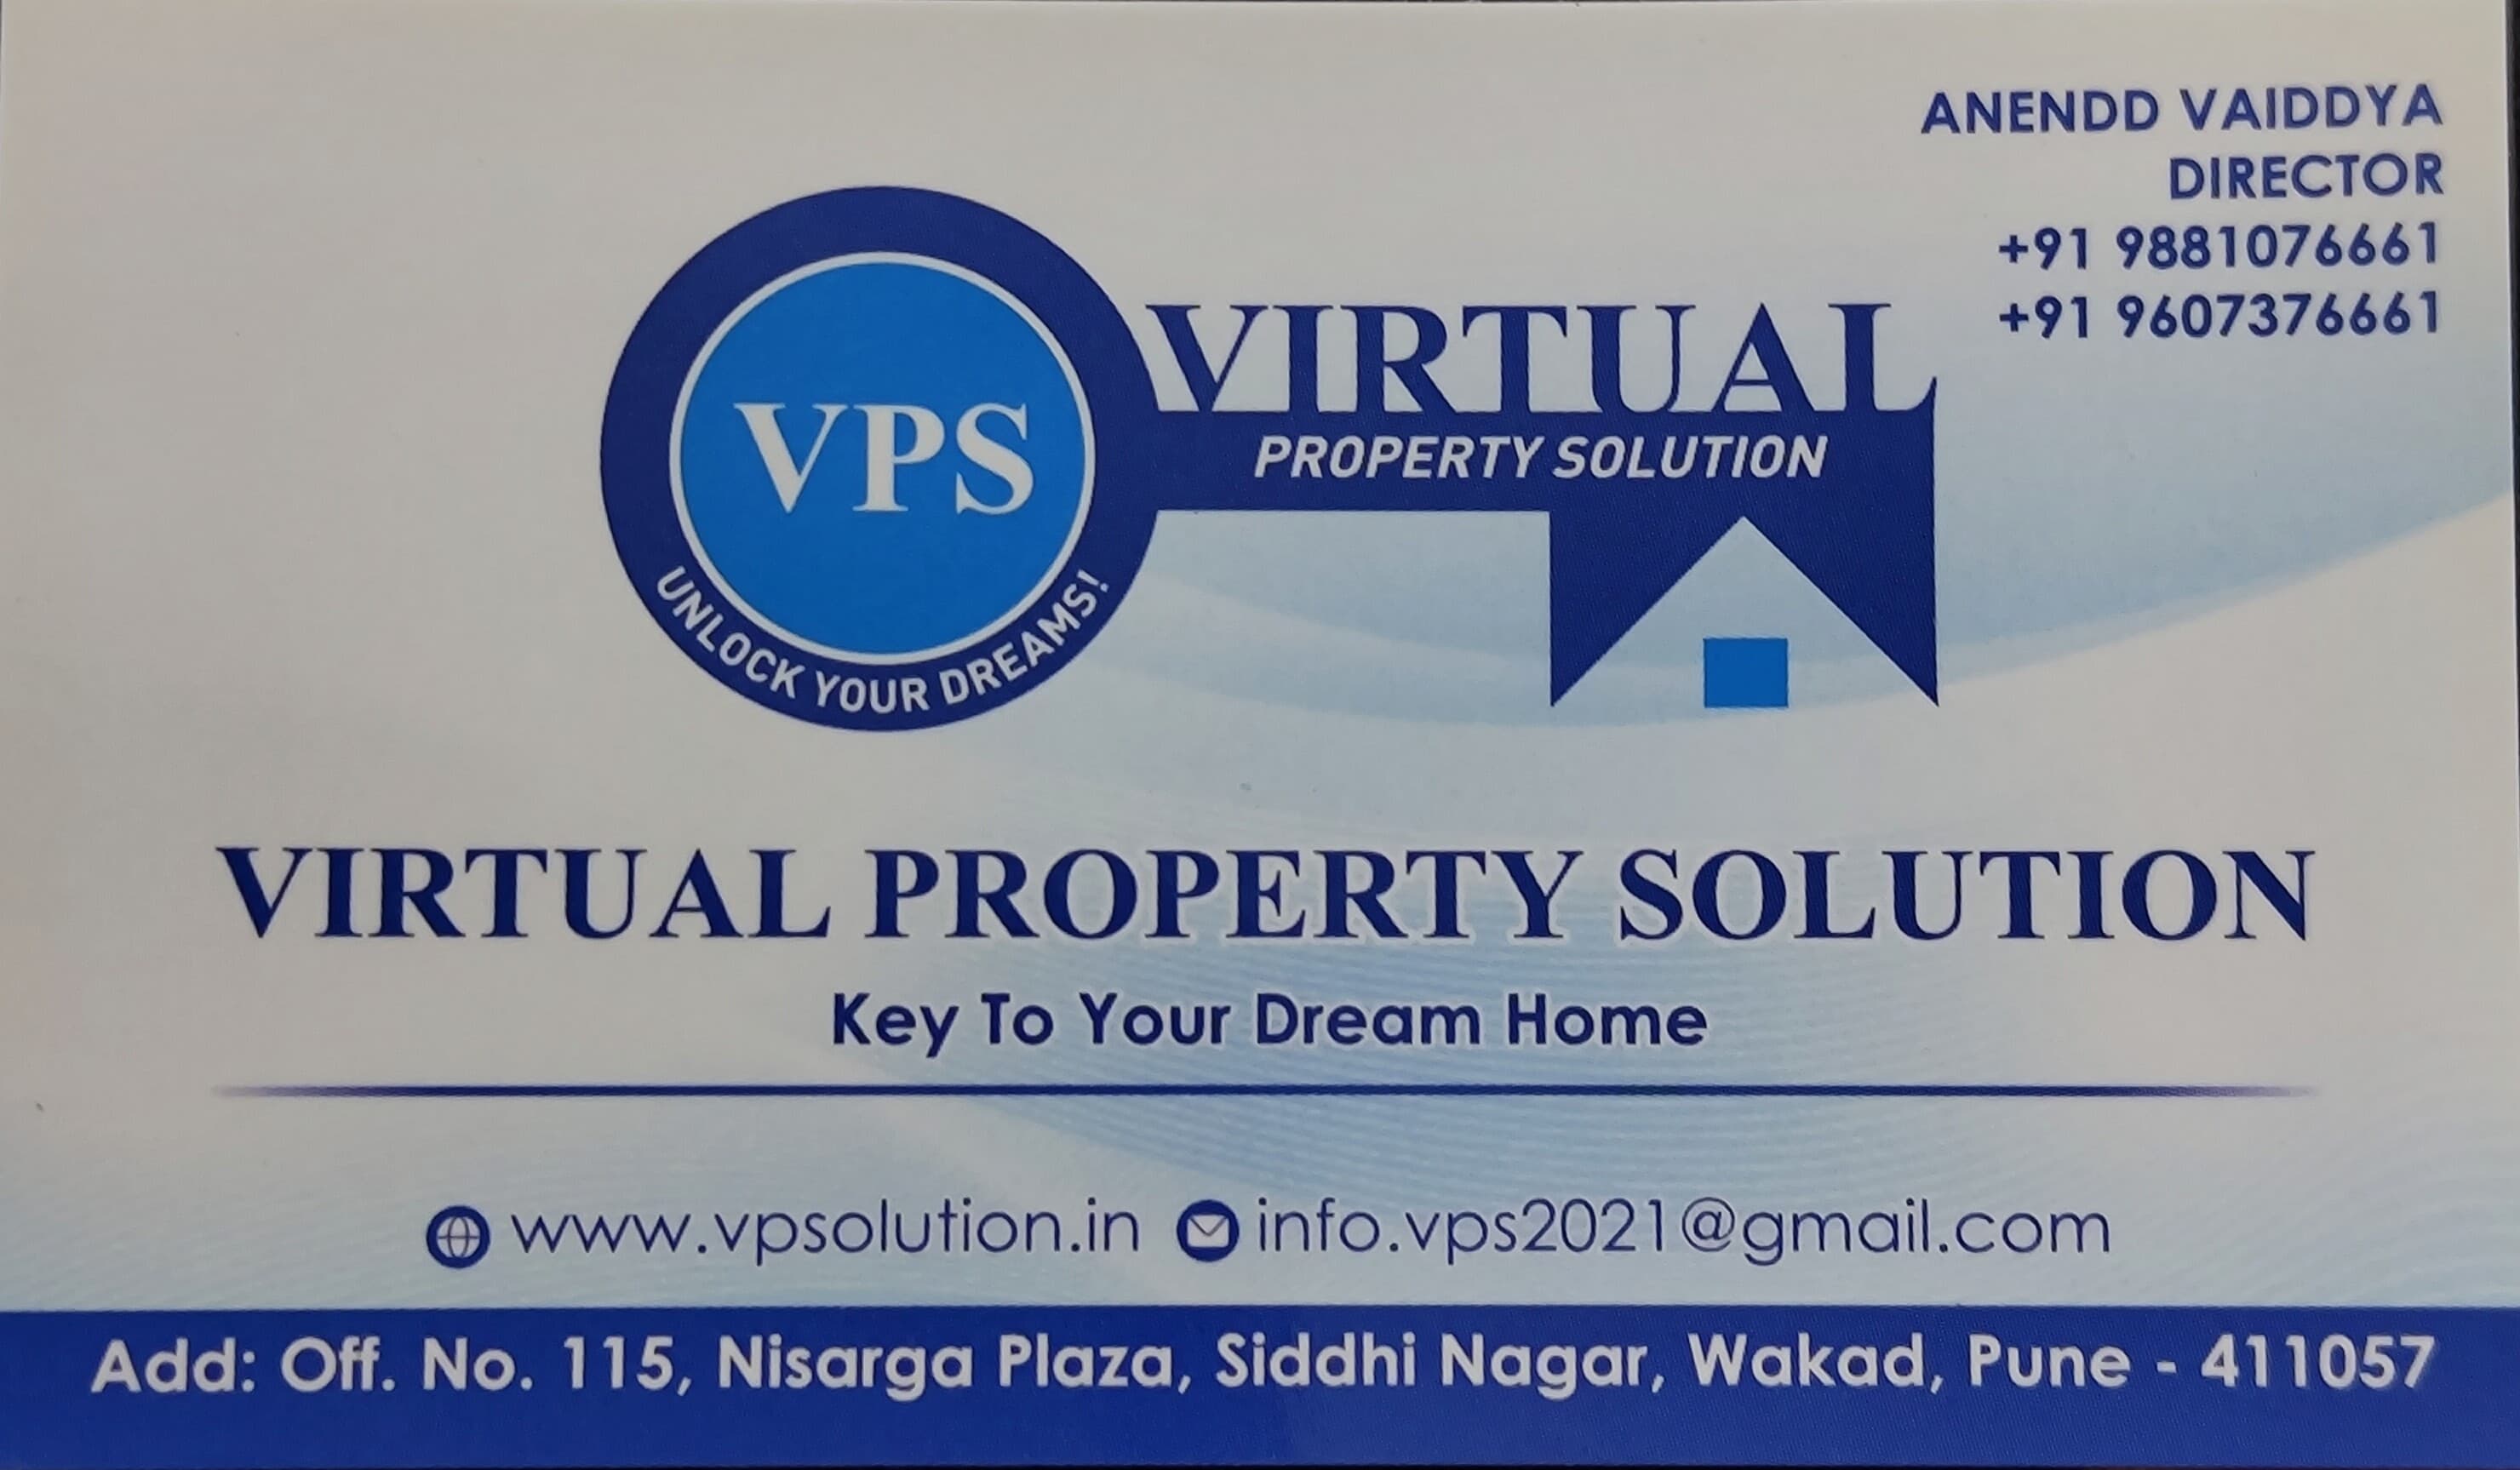 ANENDD VAIDDYA
DIRECTOR
+91 9881076661
+91 9607376661
VPS
UNLOCK YOUR DREAMS!
VIRTUAL
PROPERTY SOLUTION
VIRTUAL PROPERTY SOLUTION
Key To Your Dream Home
www.vpsolution.in info.vps2021@gmail.com
Add: Off. No. 115, Nisarga Plaza, Siddhi Nagar, Wakad, Pune - 411057